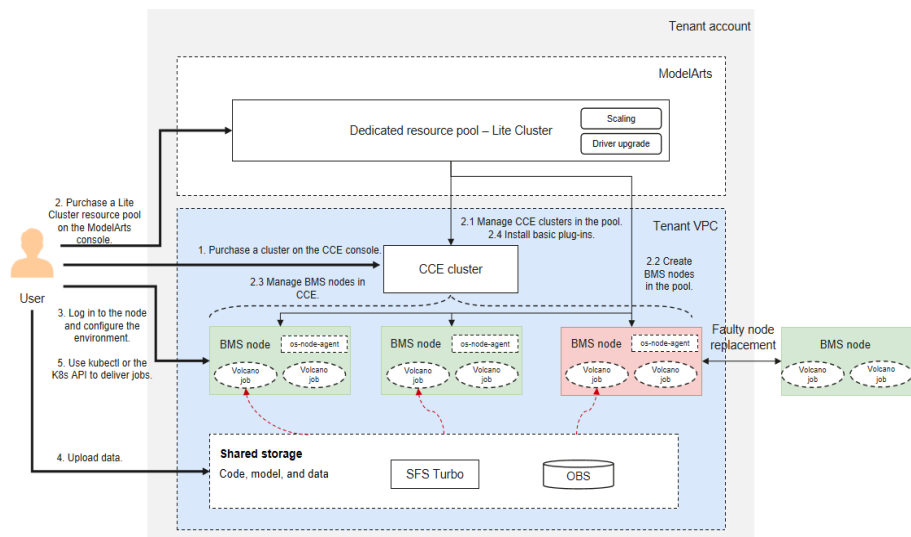 Tenant account
ModelArts
Dedicated resource pool – Lite Cluster
Scaling
Driver upgrade
2. Purchase a Lite
Cluster resource pool
on the ModelArts
console.
2.1 Manage CCE clusters in the pool.
2.4 Install basic plug-ins.
Tenant VPC
1. Purchase a cluster on the CCE console.
CCE cluster
2.2 Create
BMS nodes
in the pool.
2.3 Manage BMS nodes in
CCE.
User
3. Log in to the node
and configure the
environment.
5. Use kubectl or the
K8s API to deliver jobs.
BMS node
os-node-agent
Volcano
job
Volcano
job
BMS node
os-node-agent
Volcano
job
Volcano
job
BMS node
os-node-agent
Volcano
job
Volcano
job
Faulty node
replacement
BMS node
Volcano
job
Volcano
job
4. Upload data.
Shared storage
Code, model, and data
SFS Turbo
OBS